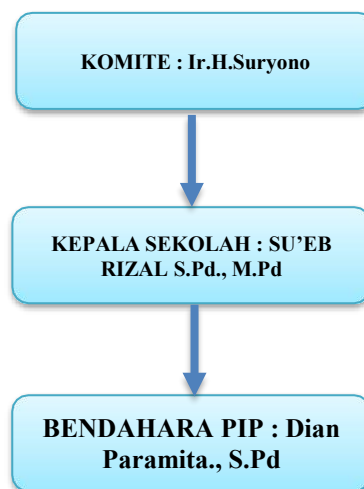 KOMITE : Ir.H.Suryono
KEPALA SEKOLAH : SU’EB
RIZAL S.Pd., M.Pd
BENDAHARA PIP : Dian
Paramita., S.Pd